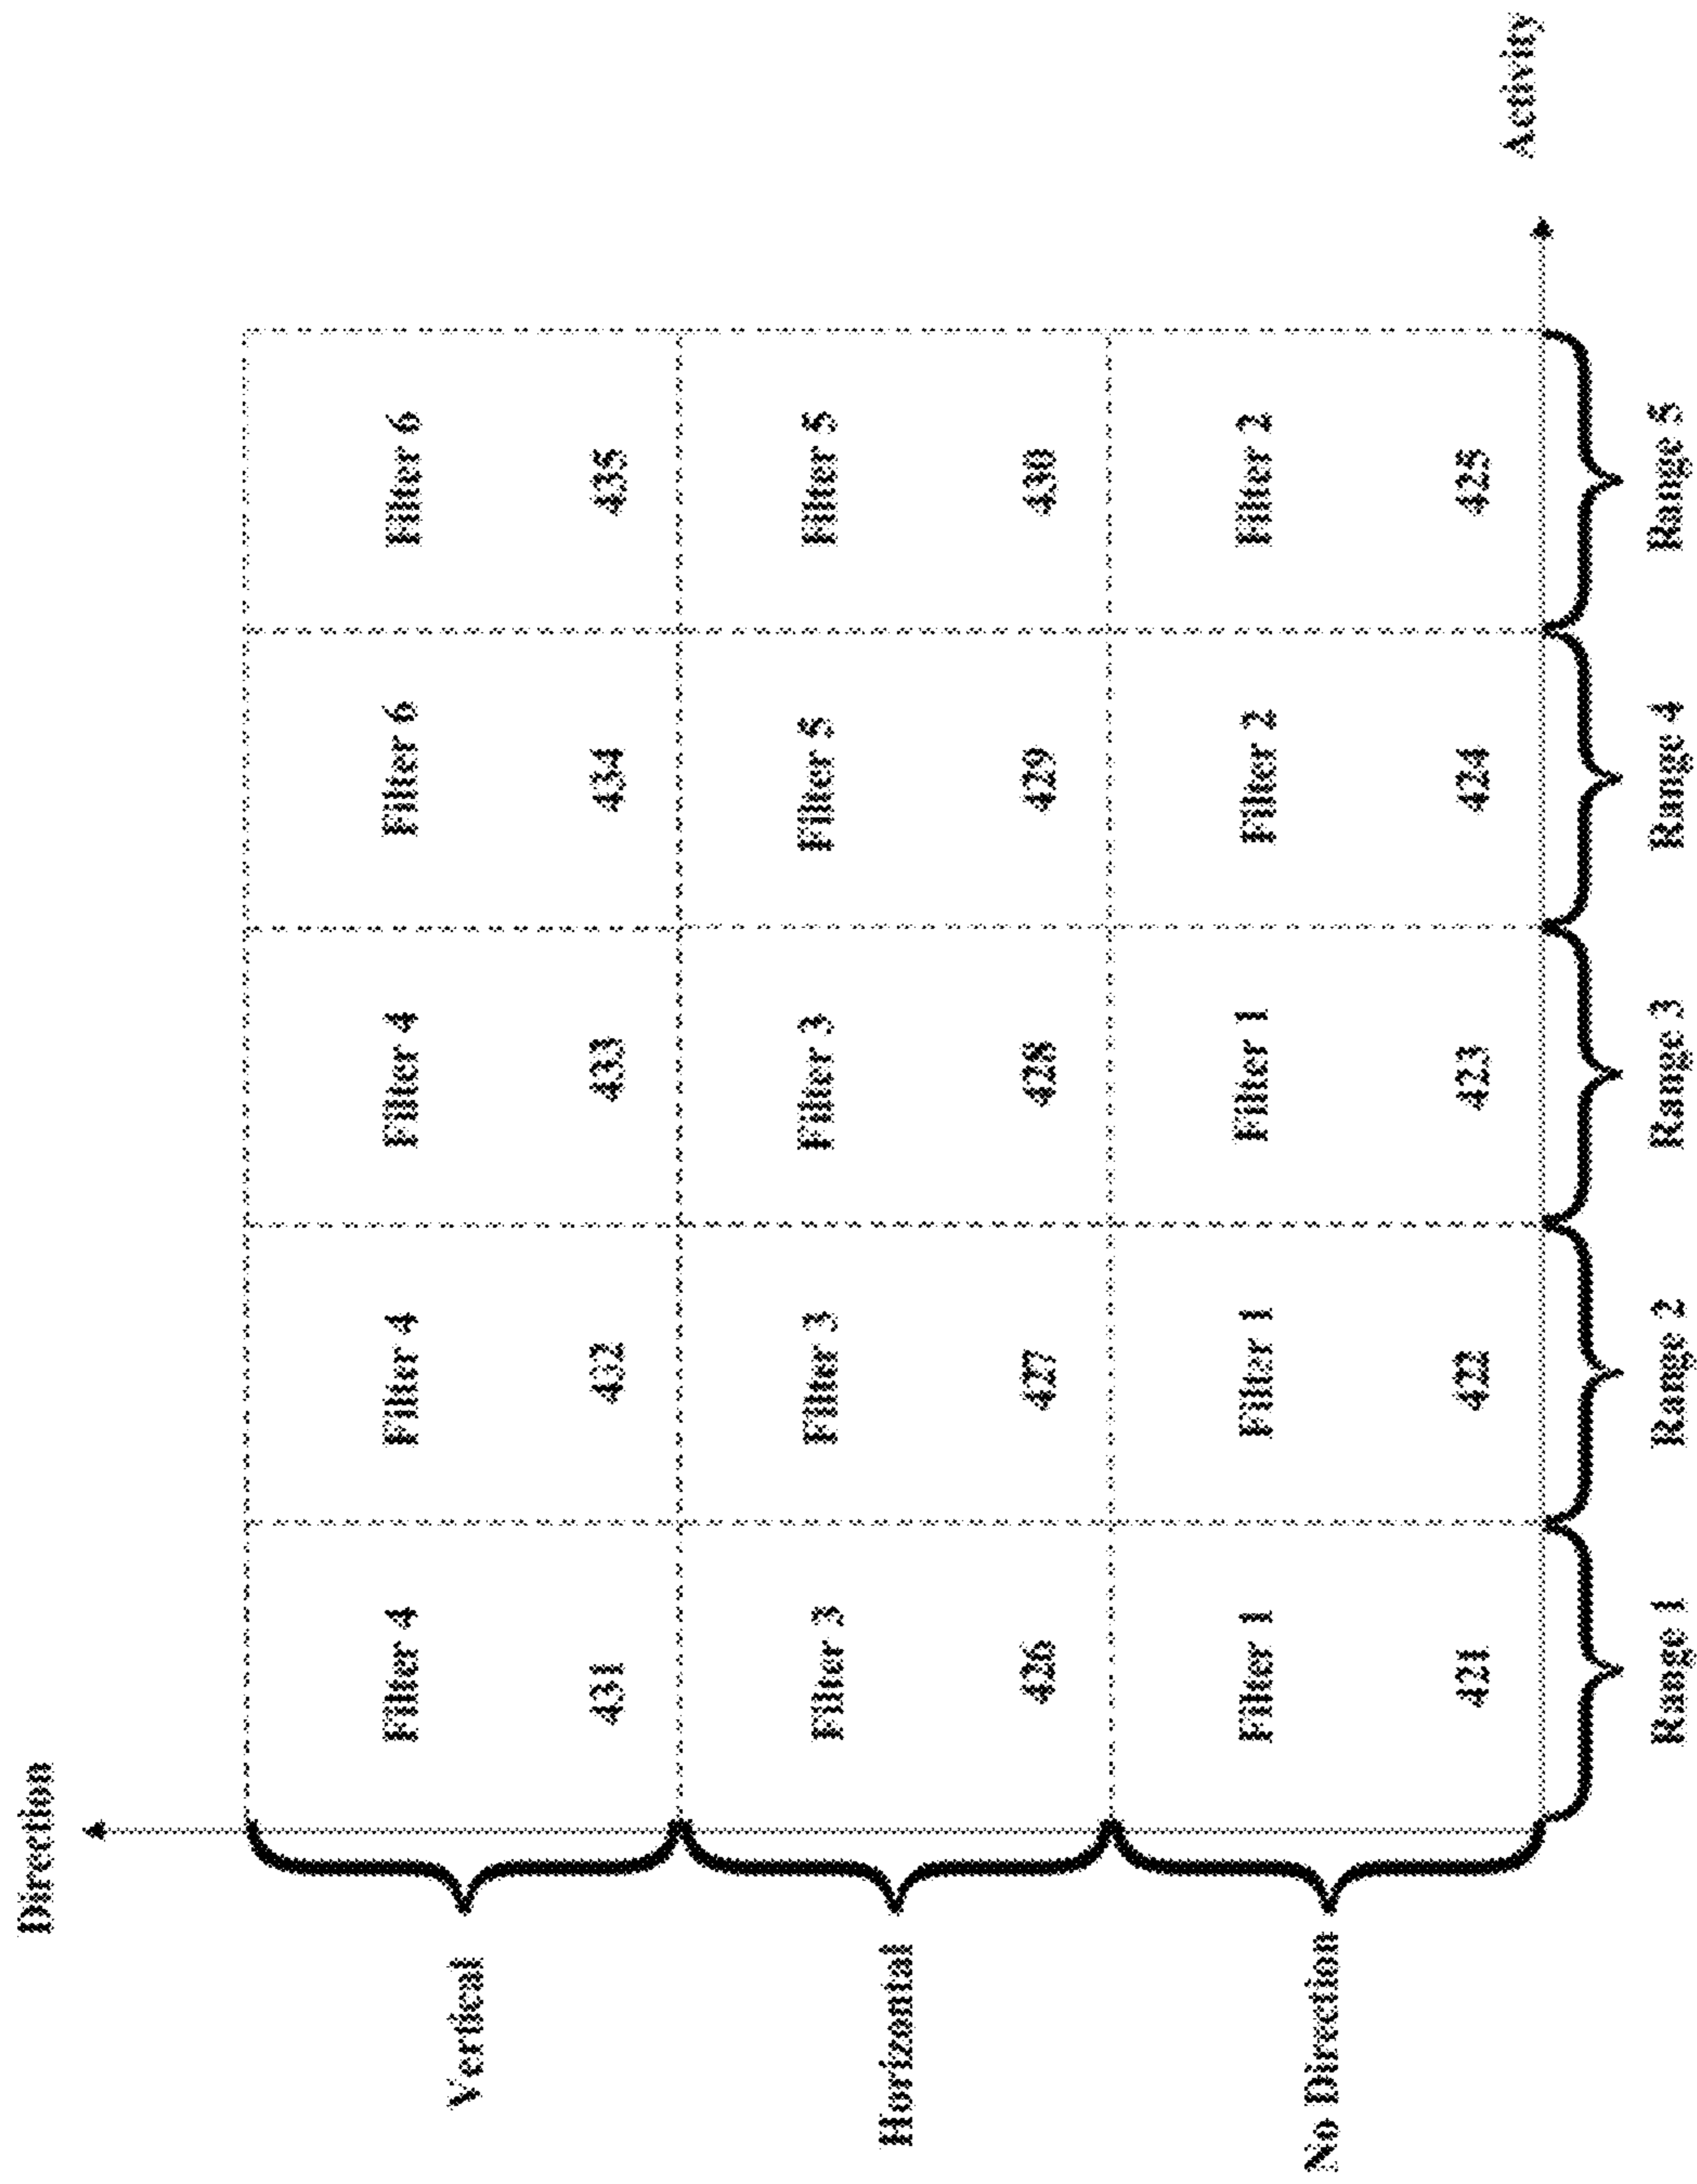 Direction
Activity
Vertical
Filter 4
Filter 4
Filter 4
Filter 6
Filter 6
431
432
433
434
435
Horizontal
Filter 3
Filter 3
Filter 3
Filter 5
Filter 5
426
427
428
429
430
No Direction
Filter 1
Filter 1
Filter 1
Filter 2
Filter 2
421
422
423
424
425
Range 1
Range 2
Range 3
Range 4
Range 5